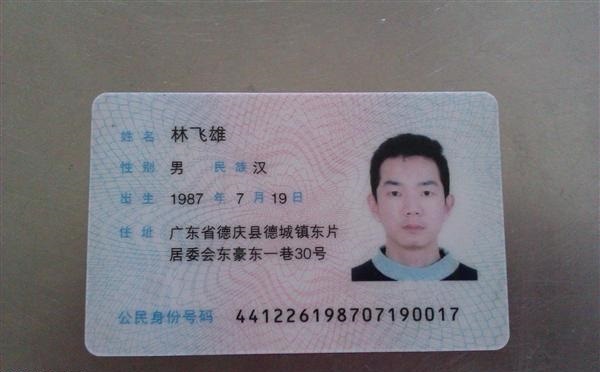 姓名 林飞雄
性别 男 民族 汉
出生 1987 年 7 月 19 日
住址 广东省德庆县德城镇东片
居委会东豪东一巷30号
公民身份号码 441226198707190017